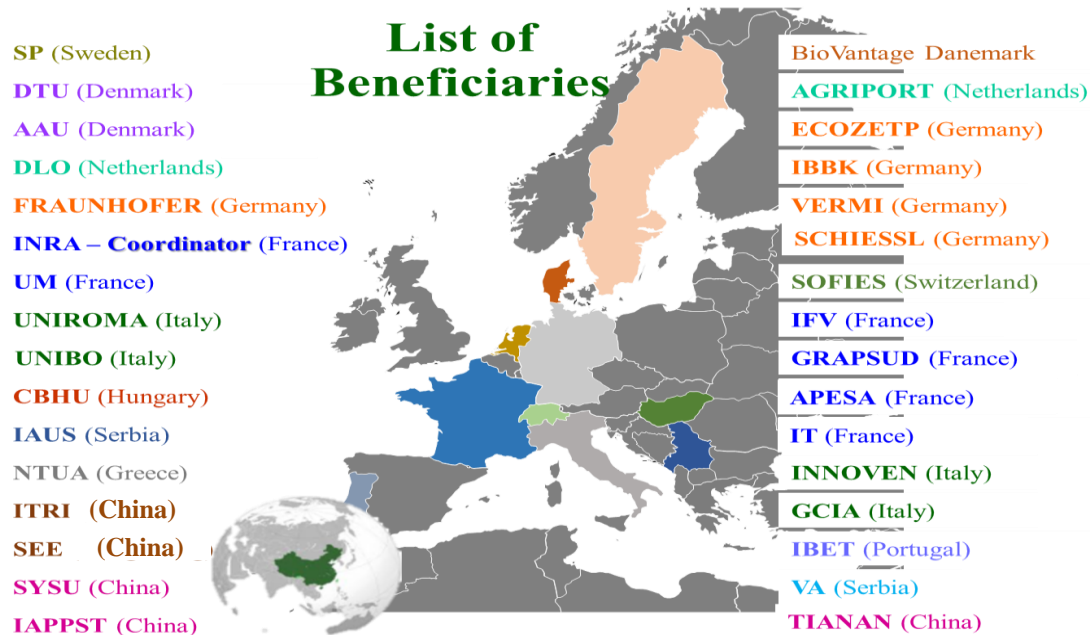 List of
Beneficiaries
SP (Sweden)
DTU (Denmark)
AAU (Denmark)
DLO (Netherlands)
FRAUNHOFER (Germany)
INRA – Coordinator (France)
UM (France)
UNIROMA (Italy)
UNIBO (Italy)
CBHU (Hungary)
IAUS (Serbia)
NTUA (Greece)
ITRI (China)
SEE (China)
SYSU (China)
IAPPST (China)
BioVantage Danemark
AGRIPORT (Netherlands)
ECOZETP (Germany)
IBBK (Germany)
VERMI (Germany)
SCHIESSL (Germany)
SOFIES (Switzerland)
IFV (France)
GRAPSUD (France)
APESA (France)
IT (France)
INNOVEN (Italy)
GCIA (Italy)
IBET (Portugal)
VA (Serbia)
TIANAN (China)